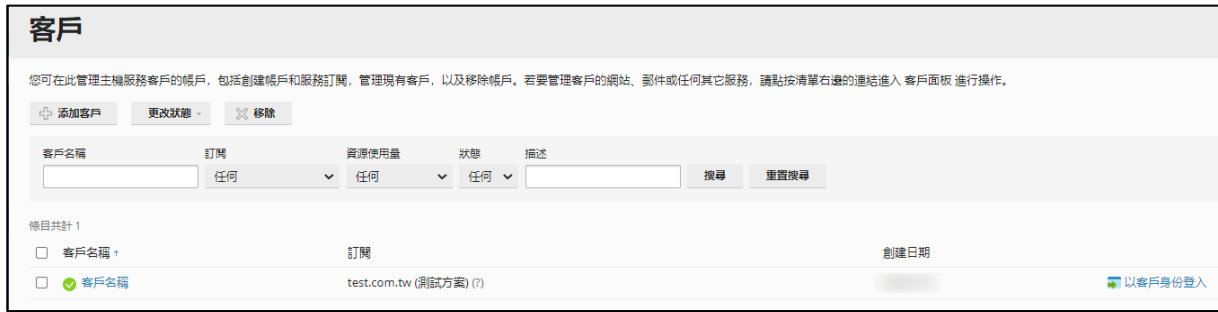 客戶
您可在此管理主機服務客戶的帳戶，包括創建帳戶和服務訂閱，管理現有客戶，以及移除帳戶。若要管理客戶的網站、郵件或任何其它服務，請點按清單右邊的連結進入 客戶面板 進行操作。
添加客戶 更改狀態 移除
客戶名稱 訂閱 資源使用量 狀態 描述
任何 任何 任何 搜尋 重置搜尋
條目共計 1
客戶名稱 ↑ 訂閱 創建日期
客戶名稱 test.com.tw (測試方案) (?) 以客戶身份登入